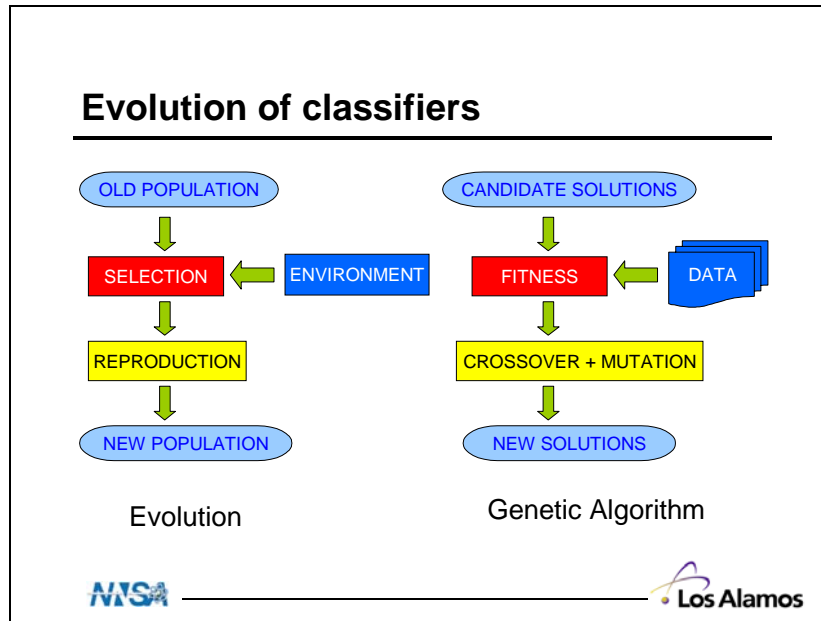 Evolution of classifiers
OLD POPULATION
SELECTION
ENVIRONMENT
REPRODUCTION
NEW POPULATION
Evolution
CANDIDATE SOLUTIONS
FITNESS
DATA
CROSSOVER + MUTATION
NEW SOLUTIONS
Genetic Algorithm
NNSA
Los Alamos